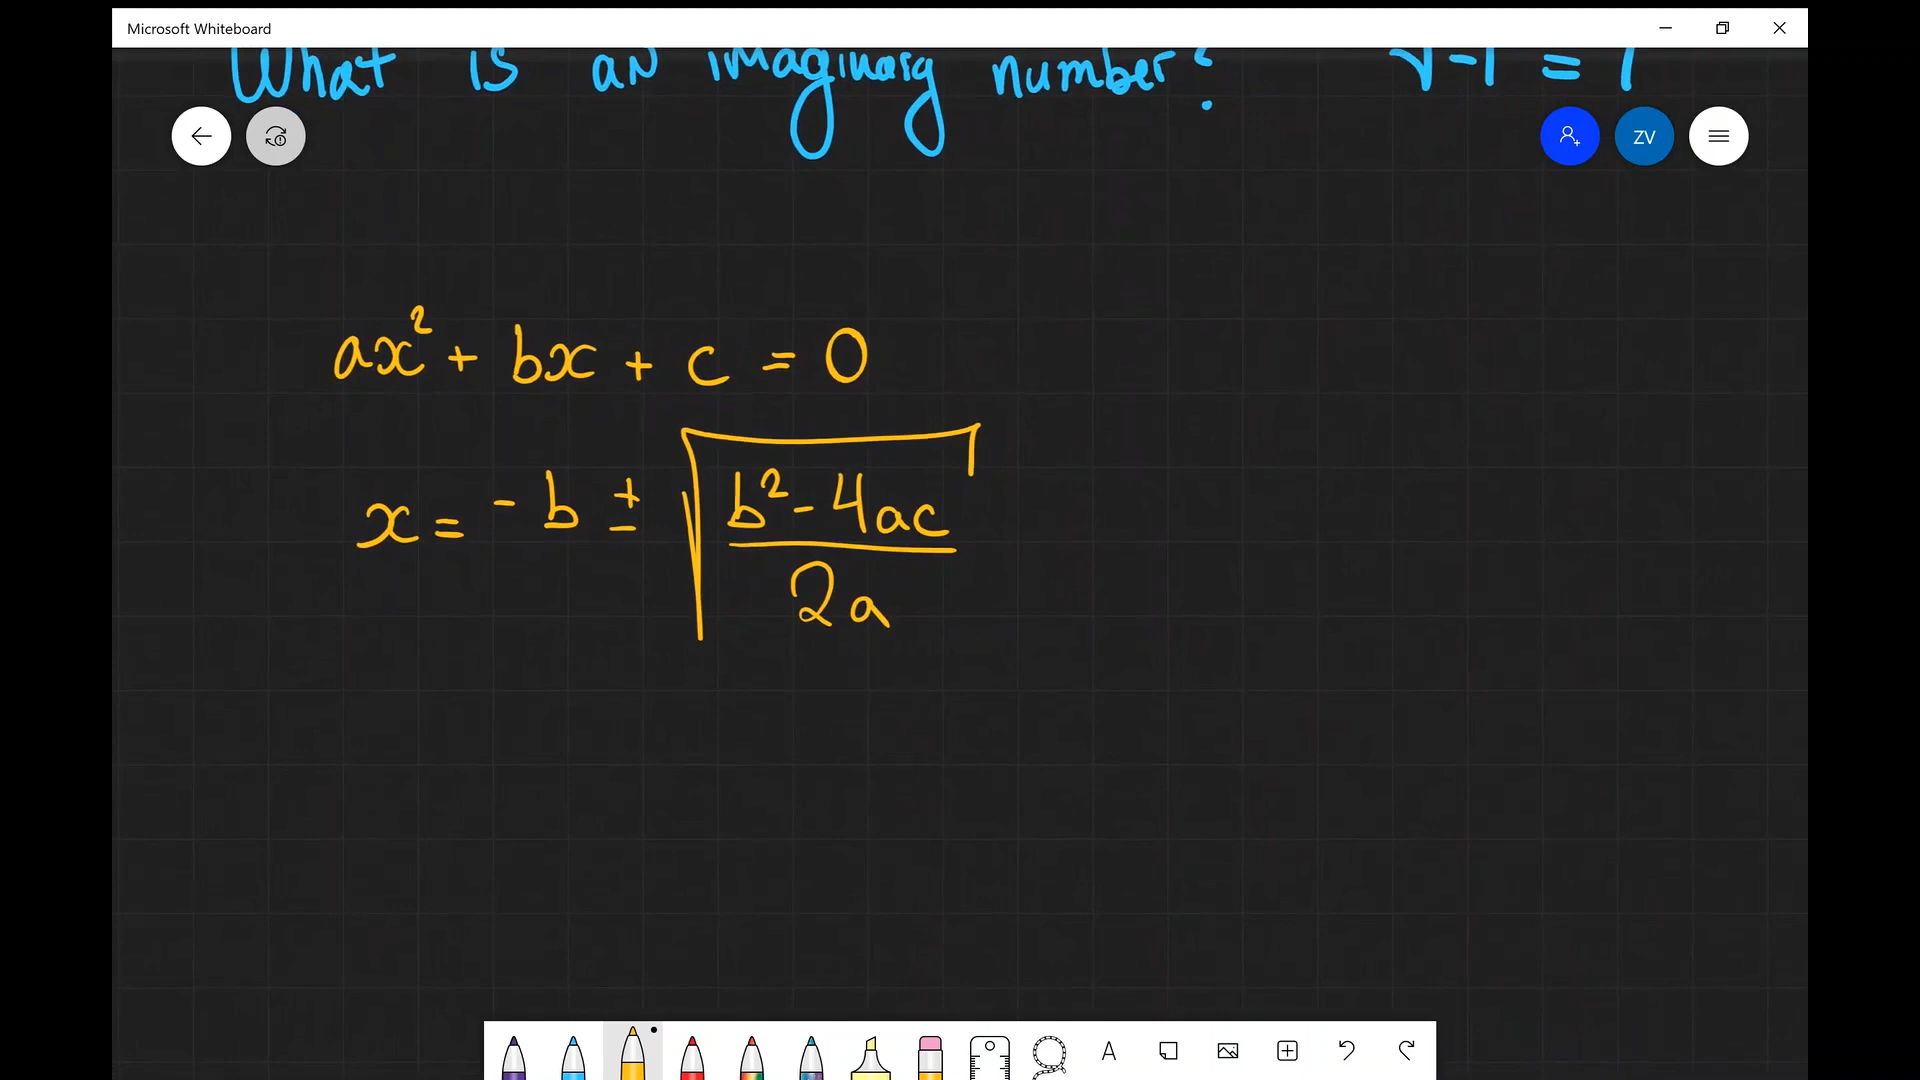 Microsoft Whiteboard
What is an imaginary number? √-1 = i
ZV
ax² + bx + c = 0
x = - b ± √(b² - 4ac / 2a)
A